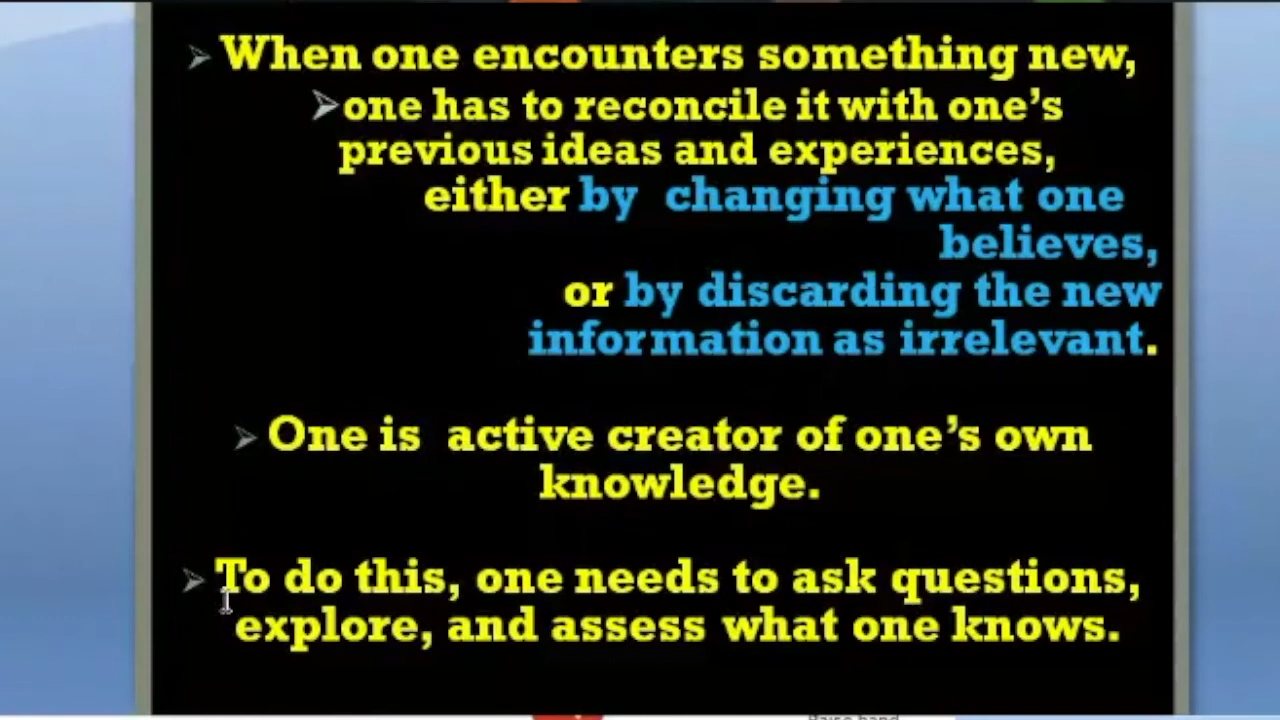 When one encounters something new,
one has to reconcile it with one's
previous ideas and experiences,
either by changing what one
believes,
or by discarding the new
information as irrelevant.
One is active creator of one's own
knowledge.
To do this, one needs to ask questions,
explore, and assess what one knows.